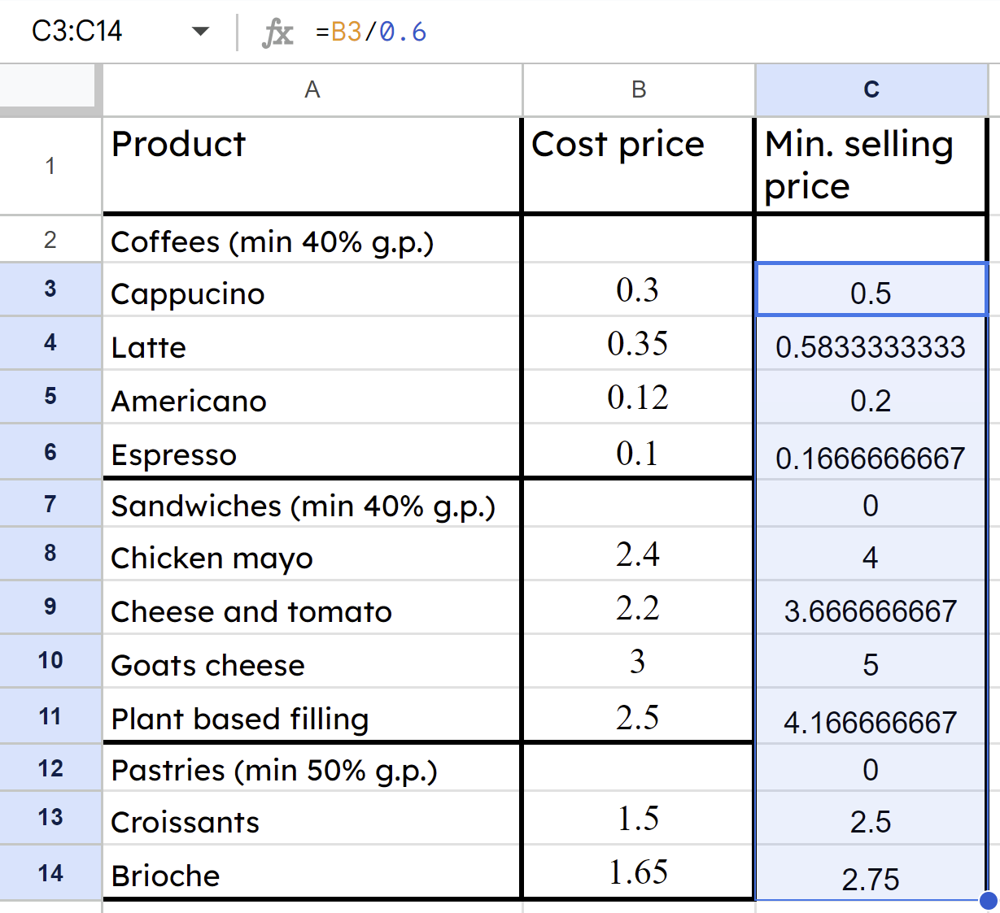 C3:C14 fx =B3/0.6
A B C
1 Product Cost price Min. selling
price
2 Coffees (min 40% g.p.)
3 Cappucino 0.3 0.5
4 Latte 0.35 0.5833333333
5 Americano 0.12 0.2
6 Espresso 0.1 0.1666666667
7 Sandwiches (min 40% g.p.) 0
8 Chicken mayo 2.4 4
9 Cheese and tomato 2.2 3.666666667
10 Goats cheese 3 5
11 Plant based filling 2.5 4.166666667
12 Pastries (min 50% g.p.) 0
13 Croissants 1.5 2.5
14 Brioche 1.65 2.75